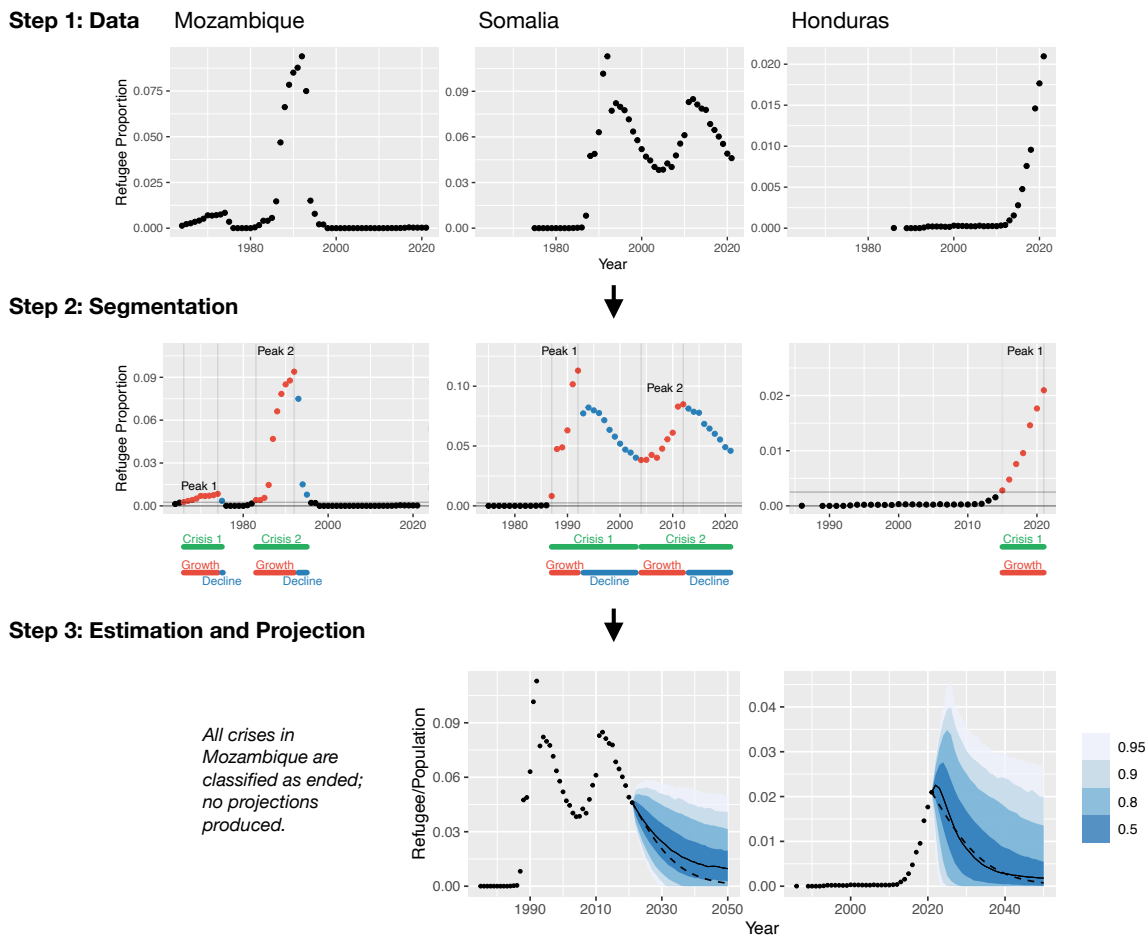 Step 1: Data
Mozambique
Somalia
Honduras
Refugee Proportion
0.075
0.050
0.025
0.000
1980
2000
2020
0.09
0.06
0.03
0.00
1980
2000
2020
0.020
0.015
0.010
0.005
0.000
1980
2000
2020
Year
Step 2: Segmentation
Refugee Proportion
0.09
0.06
0.03
0.00
Peak 1
Peak 2
1980
2000
2020
Crisis 1
Crisis 2
Growth
Growth
Decline
Decline
0.10
0.05
0.00
Peak 1
Peak 2
1980
1990
2000
2010
2020
Crisis 1
Crisis 2
Growth
Decline
Growth
Decline
0.02
0.01
0.00
Peak 1
1990
2000
2010
2020
Crisis 1
Growth
Step 3: Estimation and Projection
All crises in
Mozambique are
classified as ended;
no projections
produced.
Refugee/Population
0.09
0.06
0.03
0.00
1990
2010
2030
2050
0.04
0.03
0.02
0.01
0.00
2000
2020
2040
Year
0.95
0.9
0.8
0.5